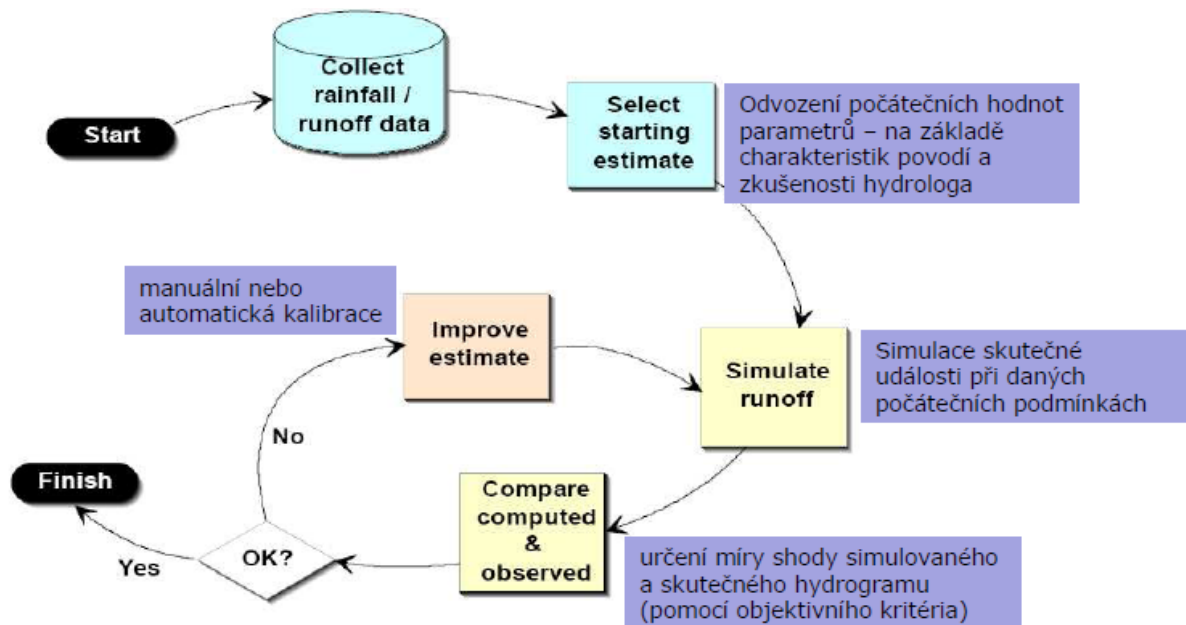 Start
Collect
rainfall /
runoff data
Select
starting
estimate
Odvození počátečních hodnot
parametrů – na základě
charakteristik povodí a
zkušenosti hydrologa
manuální nebo
automatická kalibrace
Improve
estimate
Simulate
runoff
Simulace skutečné
události při daných
počátečních podmínkách
No
Finish
Yes
OK?
Compare
computed
&
observed
určení míry shody simulovaného
a skutečného hydrogramu
(pomocí objektivního kritéria)